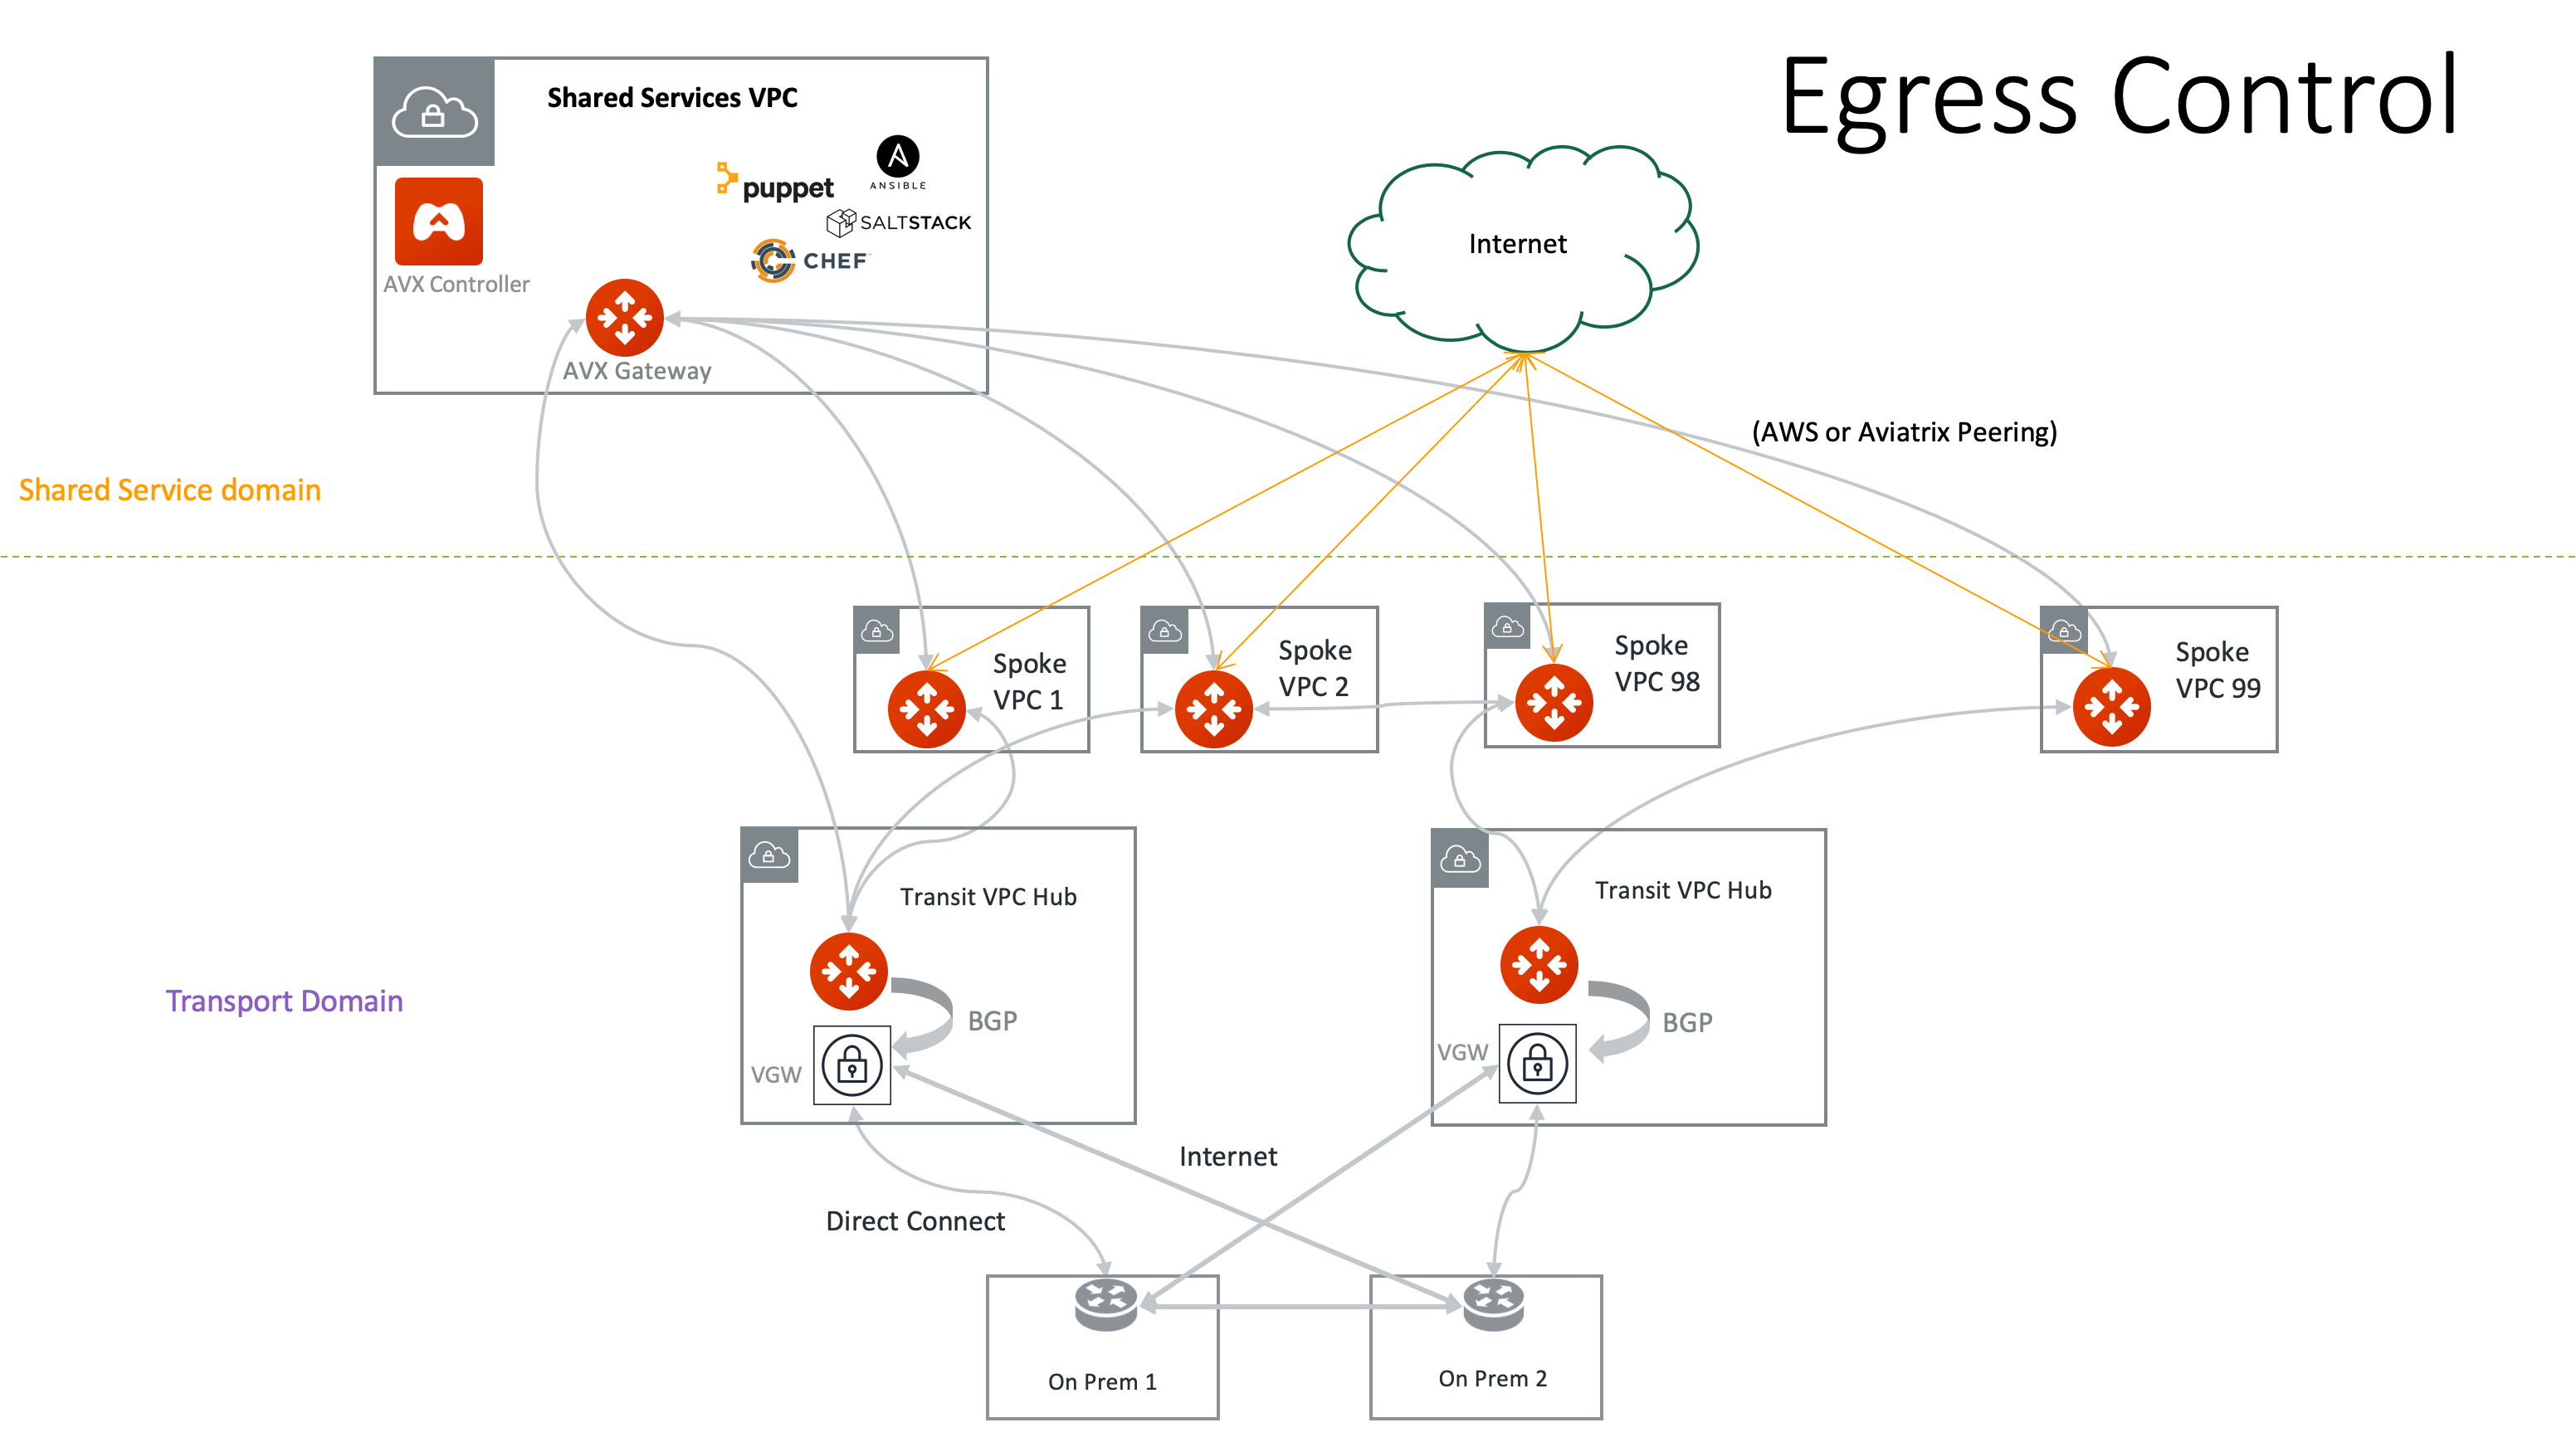 Egress Control
Shared Services VPC
puppet
ANSIBLE
SALTSTACK
CHEF
AVX Controller
AVX Gateway
Internet
(AWS or Aviatrix Peering)
Shared Service domain
Spoke
VPC 1
Spoke
VPC 2
Spoke
VPC 98
Spoke
VPC 99
Transit VPC Hub
Transit VPC Hub
Transport Domain
BGP
BGP
VGW
VGW
Internet
Direct Connect
On Prem 1
On Prem 2